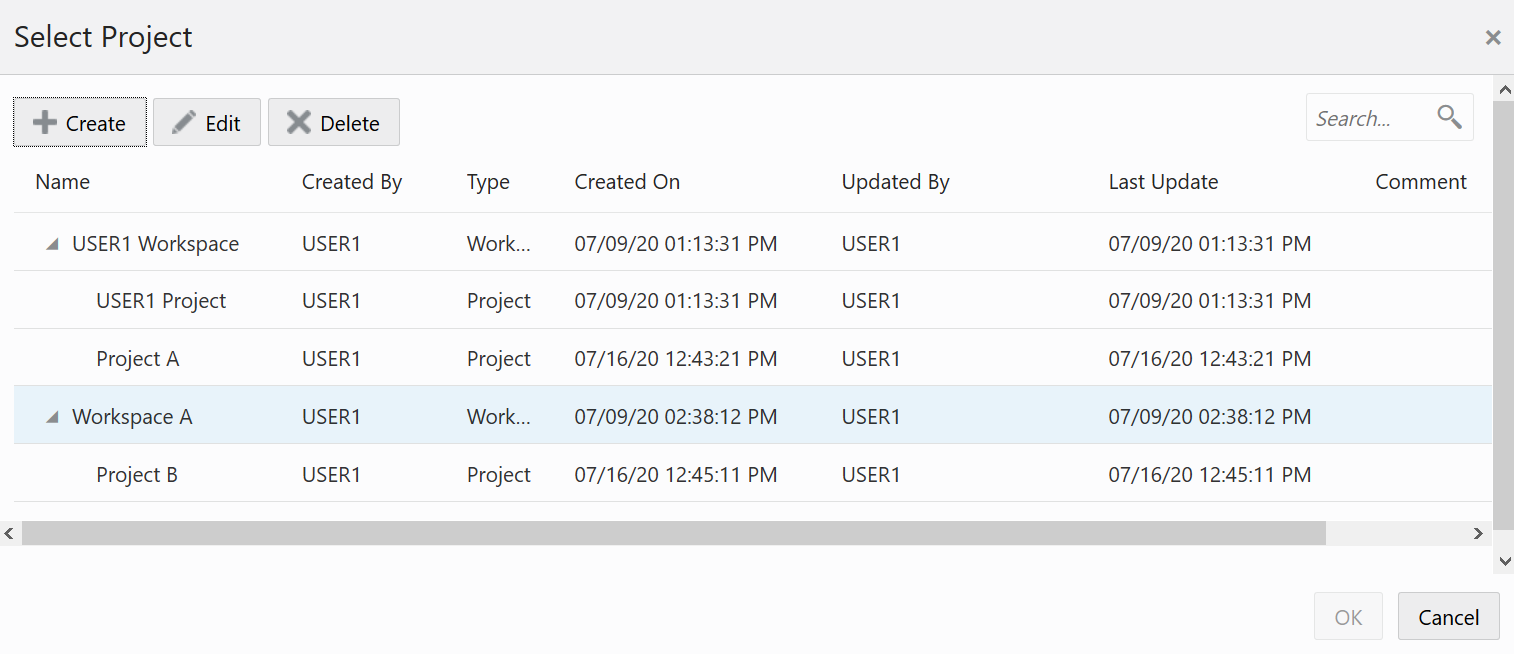 Select Project
Create Edit Delete Search...
Name Created By Type Created On Updated By Last Update Comment
USER1 Workspace USER1 Work... 07/09/20 01:13:31 PM USER1 07/09/20 01:13:31 PM
USER1 Project USER1 Project 07/09/20 01:13:31 PM USER1 07/09/20 01:13:31 PM
Project A USER1 Project 07/16/20 12:43:21 PM USER1 07/16/20 12:43:21 PM
Workspace A USER1 Work... 07/09/20 02:38:12 PM USER1 07/09/20 02:38:12 PM
Project B USER1 Project 07/16/20 12:45:11 PM USER1 07/16/20 12:45:11 PM
OK Cancel